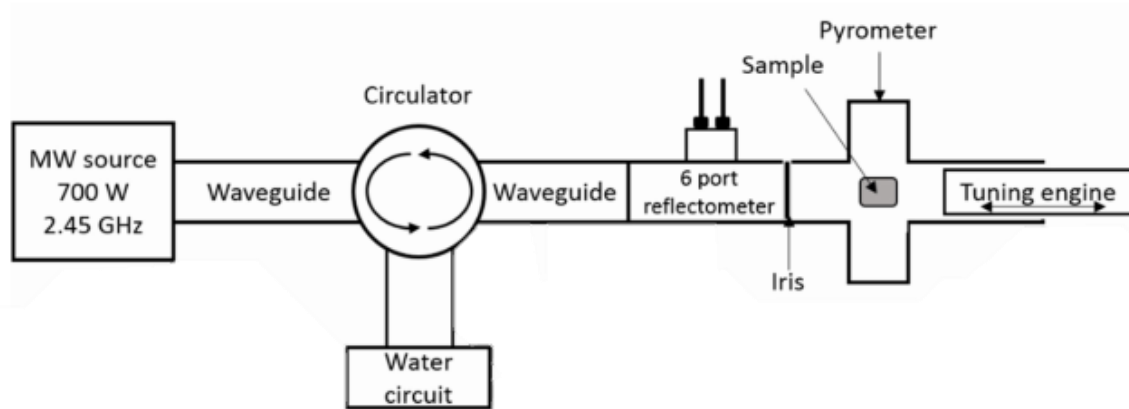 Pyrometer
Sample
Circulator
MW source
700 W
2.45 GHz
Waveguide
Waveguide
6 port
reflectometer
Tuning engine
Iris
Water
circuit